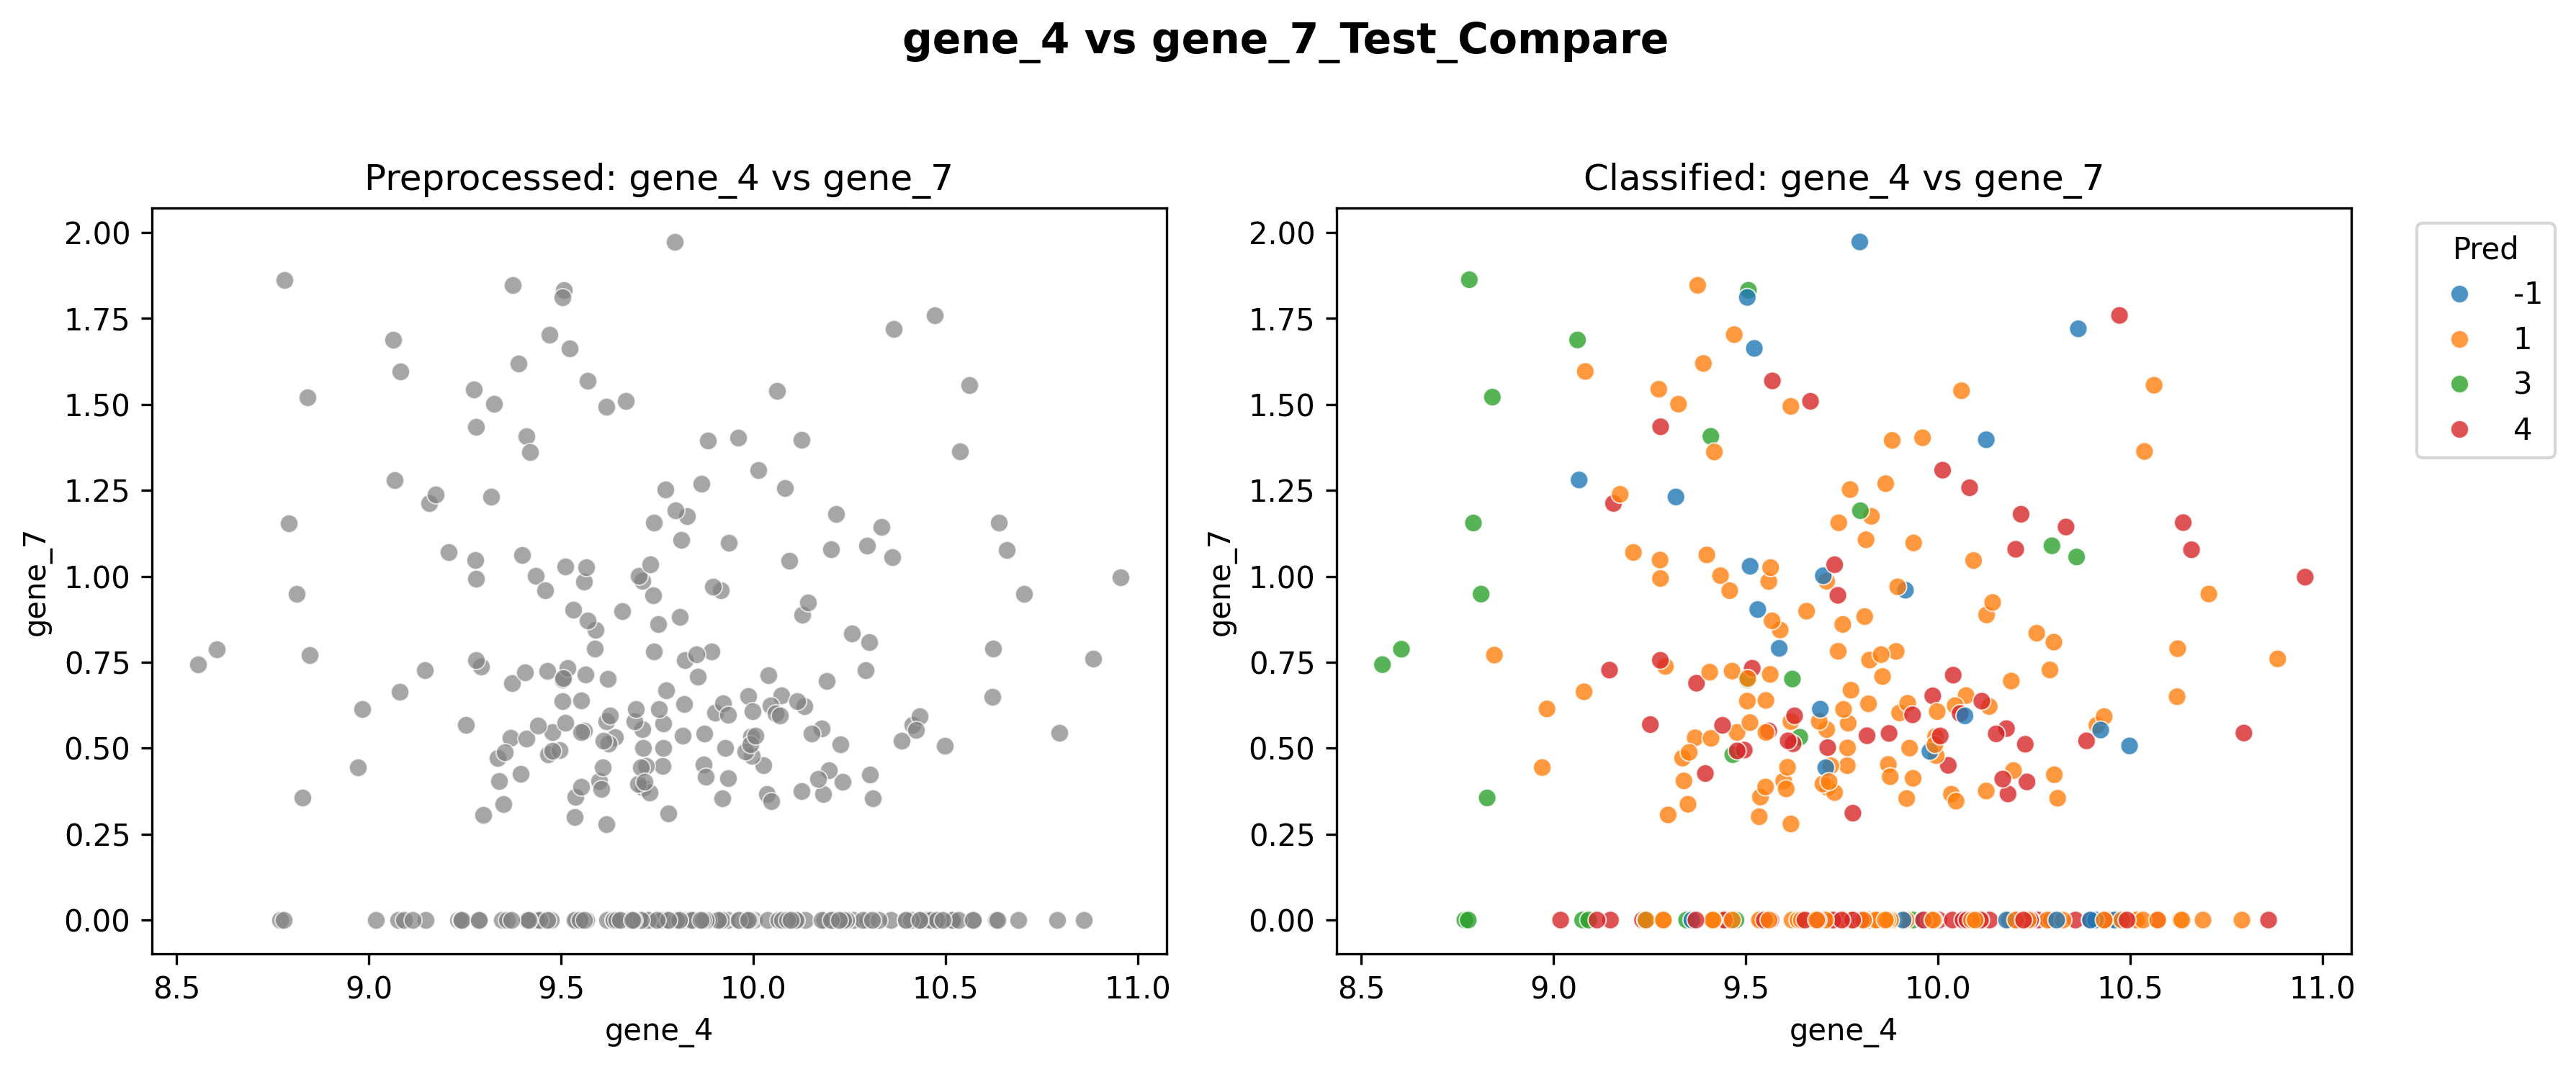 gene_4 vs gene_7_Test_Compare
Preprocessed: gene_4 vs gene_7
2.00
1.75
1.50
1.25
1.00
0.75
0.50
0.25
0.00
gene_7
8.5 9.0 9.5 10.0 10.5 11.0
gene_4
Classified: gene_4 vs gene_7
2.00
1.75
1.50
1.25
1.00
0.75
0.50
0.25
0.00
gene_7
8.5 9.0 9.5 10.0 10.5 11.0
gene_4
Pred
-1
1
3
4